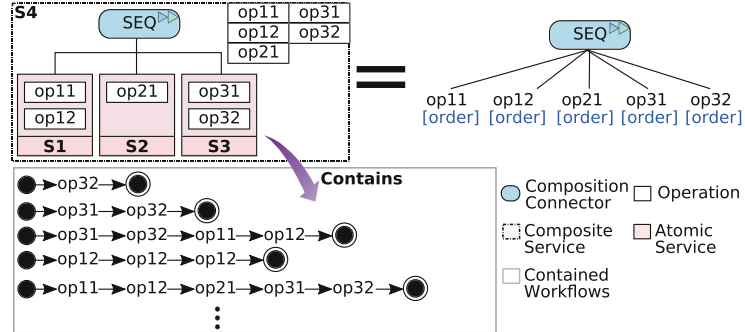 S4
SEQ
op11 op31
op12 op32
op21
op11
op12
S1
op21
S2
op31
op32
S3
SEQ
op11 op12 op21 op31 op32
[order] [order] [order] [order] [order]
Contains
op32
op31 op32
op31 op32 op11 op12
op12 op12 op12
op11 op12 op21 op31 op32
Composition
Connector
Operation
Composite
Service
Atomic
Service
Contained
Workflows